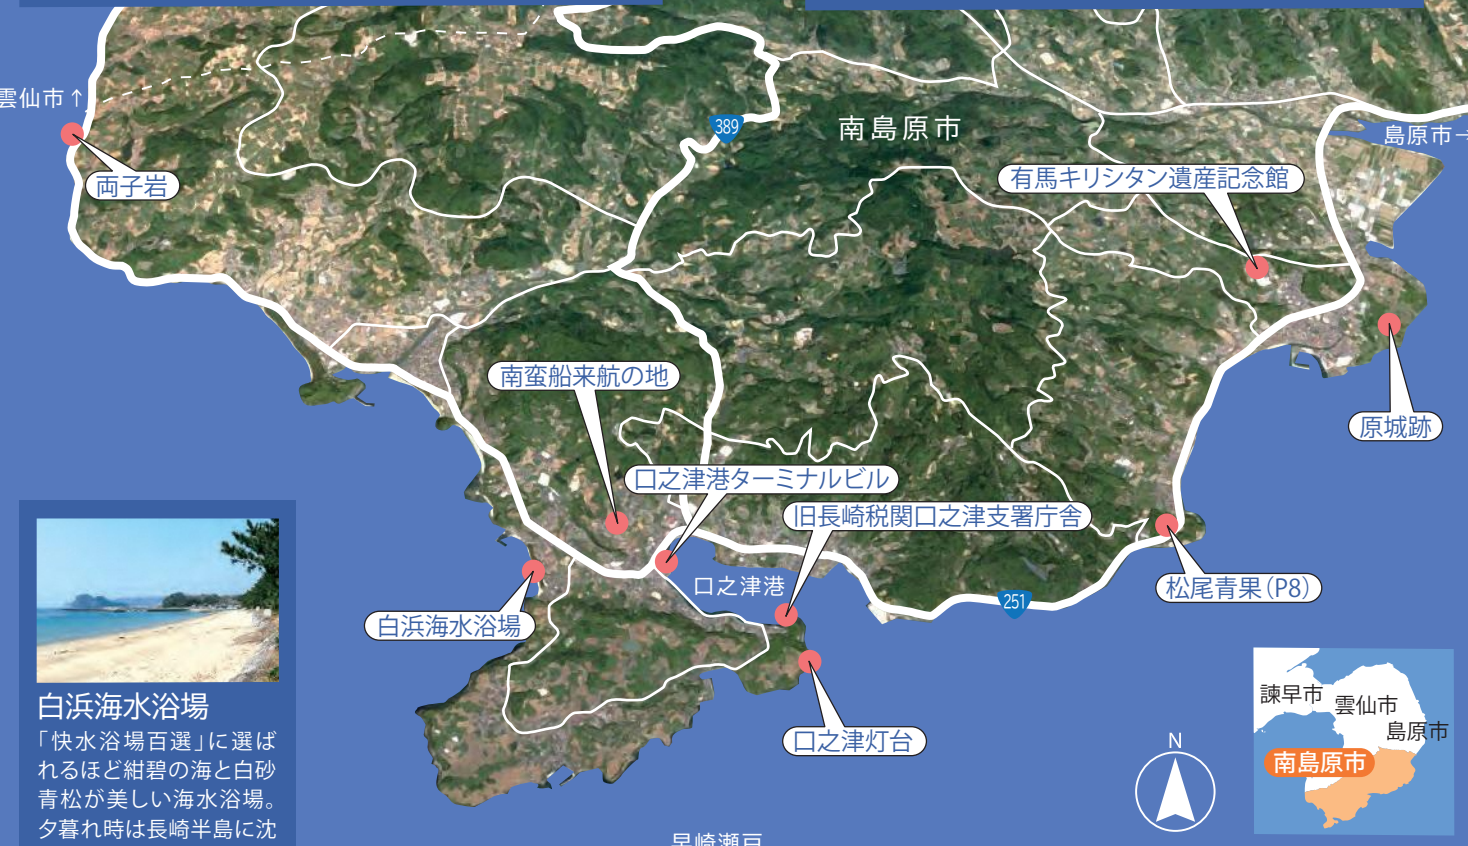 雲仙市↑
389
南島原市
島原市→
両子岩
有馬キリシタン遺産記念館
南蛮船来航の地
原城跡
口之津港ターミナルビル
旧長崎税関口之津支署庁舎
口之津港
251
松尾青果(P8)
白浜海水浴場
口之津灯台
N
諫早市
雲仙市
島原市
南島原市
白浜海水浴場
「快水浴場百選」に選ば
れるほど紺碧の海と白砂
青松が美しい海水浴場。
夕暮れ時は長崎半島に沈
早崎瀬戸